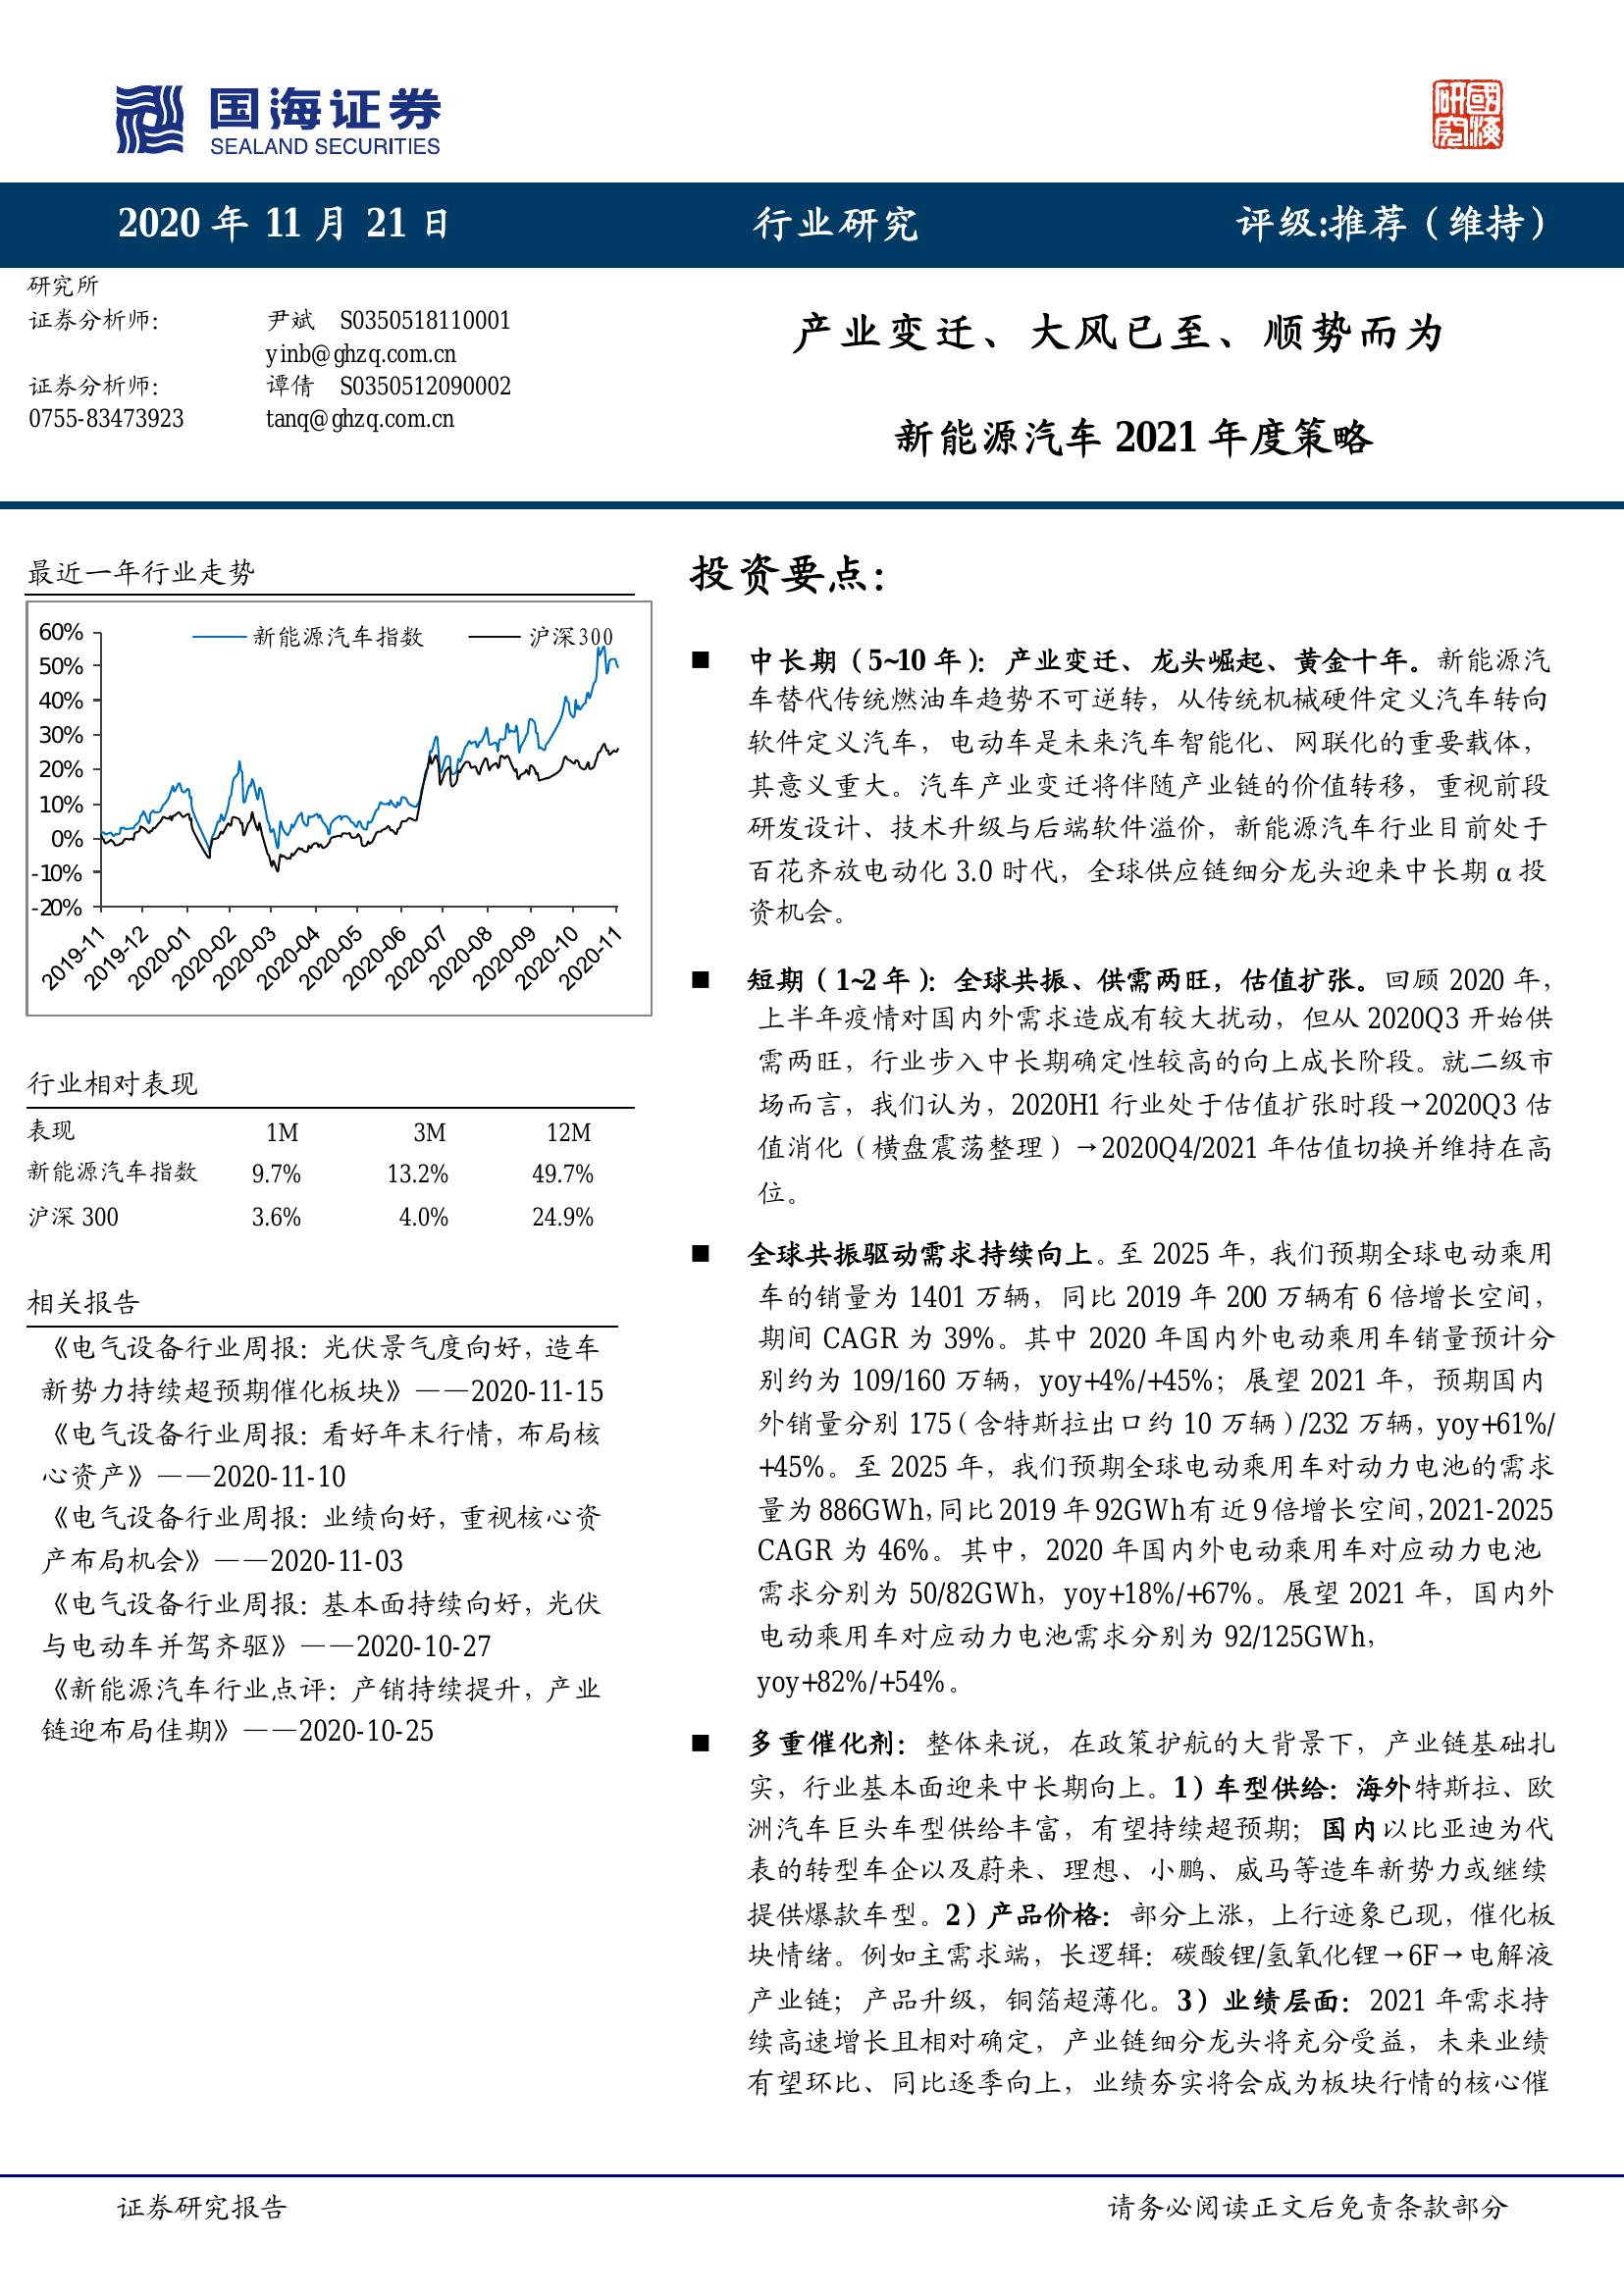 国海证券
SEALAND SECURITIES
國海研究
2020 年 11 月 21 日
行业研究
评级:推荐（维持）
研究所
证券分析师： 尹斌 S0350518110001
yinb@ghzq.com.cn
证券分析师： 谭倩 S0350512090002
0755-83473923 tanq@ghzq.com.cn
产业变迁、大风已至、顺势而为
新能源汽车 2021 年度策略
最近一年行业走势
新能源汽车指数 沪深300
60%
50%
40%
30%
20%
10%
0%
-10%
-20%
2019-11
2019-12
2020-01
2020-02
2020-03
2020-04
2020-05
2020-06
2020-07
2020-08
2020-09
2020-10
2020-11
行业相对表现
表现 1M 3M 12M
新能源汽车指数 9.7% 13.2% 49.7%
沪深 300 3.6% 4.0% 24.9%
相关报告
《电气设备行业周报：光伏景气度向好，造车
新势力持续超预期催化板块》——2020-11-15
《电气设备行业周报：看好年末行情，布局核
心资产》——2020-11-10
《电气设备行业周报：业绩向好，重视核心资
产布局机会》——2020-11-03
《电气设备行业周报：基本面持续向好，光伏
与电动车并驾齐驱》——2020-10-27
《新能源汽车行业点评：产销持续提升，产业
链迎布局佳期》——2020-10-25
投资要点：
■ 中长期（5~10 年）：产业变迁、龙头崛起、黄金十年。新能源汽
车替代传统燃油车趋势不可逆转，从传统机械硬件定义汽车转向
软件定义汽车，电动车是未来汽车智能化、网联化的重要载体，
其意义重大。汽车产业变迁将伴随产业链的价值转移，重视前段
研发设计、技术升级与后端软件溢价，新能源汽车行业目前处于
百花齐放电动化 3.0 时代，全球供应链细分龙头迎来中长期 α 投
资机会。
■ 短期（1~2 年）：全球共振、供需两旺，估值扩张。回顾 2020 年，
上半年疫情对国内外需求造成有较大扰动，但从 2020Q3 开始供
需两旺，行业步入中长期确定性较高的向上成长阶段。就二级市
场而言，我们认为，2020H1 行业处于估值扩张时段→2020Q3 估
值消化（横盘震荡整理）→2020Q4/2021 年估值切换并维持在高
位。
■ 全球共振驱动需求持续向上。至 2025 年，我们预期全球电动乘用
车的销量为 1401 万辆，同比 2019 年 200 万辆有 6 倍增长空间，
期间 CAGR 为 39%。其中 2020 年国内外电动乘用车销量预计分
别约为 109/160 万辆，yoy+4%/+45%；展望 2021 年，预期国内
外销量分别 175（含特斯拉出口约 10 万辆）/232 万辆，yoy+61%/
+45%。至 2025 年，我们预期全球电动乘用车对动力电池的需求
量为 886GWh，同比 2019 年 92GWh 有近 9 倍增长空间，2021-2025
CAGR 为 46%。其中，2020 年国内外电动乘用车对应动力电池
需求分别为 50/82GWh，yoy+18%/+67%。展望 2021 年，国内外
电动乘用车对应动力电池需求分别为 92/125GWh，
yoy+82%/+54%。
■ 多重催化剂：整体来说，在政策护航的大背景下，产业链基础扎
实，行业基本面迎来中长期向上。1）车型供给：海外特斯拉、欧
洲汽车巨头车型供给丰富，有望持续超预期；国内以比亚迪为代
表的转型车企以及蔚来、理想、小鹏、威马等造车新势力或继续
提供爆款车型。2）产品价格：部分上涨，上行迹象已现，催化板
块情绪。例如主需求端，长逻辑：碳酸锂/氢氧化锂→6F→电解液
产业链；产品升级，铜箔超薄化。3）业绩层面：2021 年需求持
续高速增长且相对确定，产业链细分龙头将充分受益，未来业绩
有望环比、同比逐季向上，业绩夯实将会成为板块行情的核心催
证券研究报告
请务必阅读正文后免责条款部分